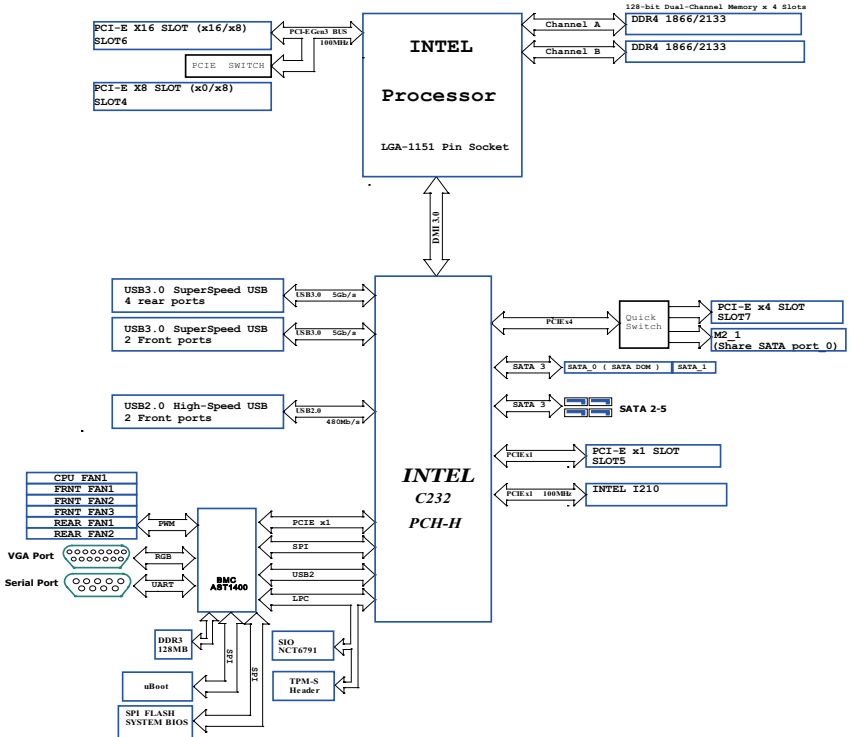 128-bit Dual-Channel Memory x 4 Slots
PCI-E X16 SLOT (x16/x8)
SLOT6
PCI-E Gen3 BUS
100MHz
PCIE SWITCH
PCI-E X8 SLOT (x0/x8)
SLOT4
INTEL
Processor
LGA-1151 Pin Socket
Channel A
DDR4 1866/2133
Channel B
DDR4 1866/2133
DMI 3.0
USB3.0 SuperSpeed USB
4 rear ports
USB3.0 5Gb/s
USB3.0 SuperSpeed USB
2 Front ports
USB3.0 5Gb/s
USB2.0 High-Speed USB
2 Front ports
USB2.0
480Mb/s
INTEL
C232
PCH-H
PCIEx4
Quick
Switch
PCI-E x4 SLOT
SLOT7
M2_1
(Share SATA port_0)
SATA 3
SATA_0 ( SATA DOM )
SATA_1
SATA 3
SATA 2-5
PCIEx1
PCI-E x1 SLOT
SLOT5
PCIEx1 100MHz
INTEL I210
CPU FAN1
FRNT FAN1
FRNT FAN2
FRNT FAN3
REAR FAN1
REAR FAN2
PWM
VGA Port
RGB
Serial Port
UART
BMC
AST1400
PCIE x1
SPI
USB2
LPC
DDR3
128MB
SPI
SPI
uBoot
SPI FLASH
SYSTEM BIOS
SIO
NCT6791
TPM-S
Header